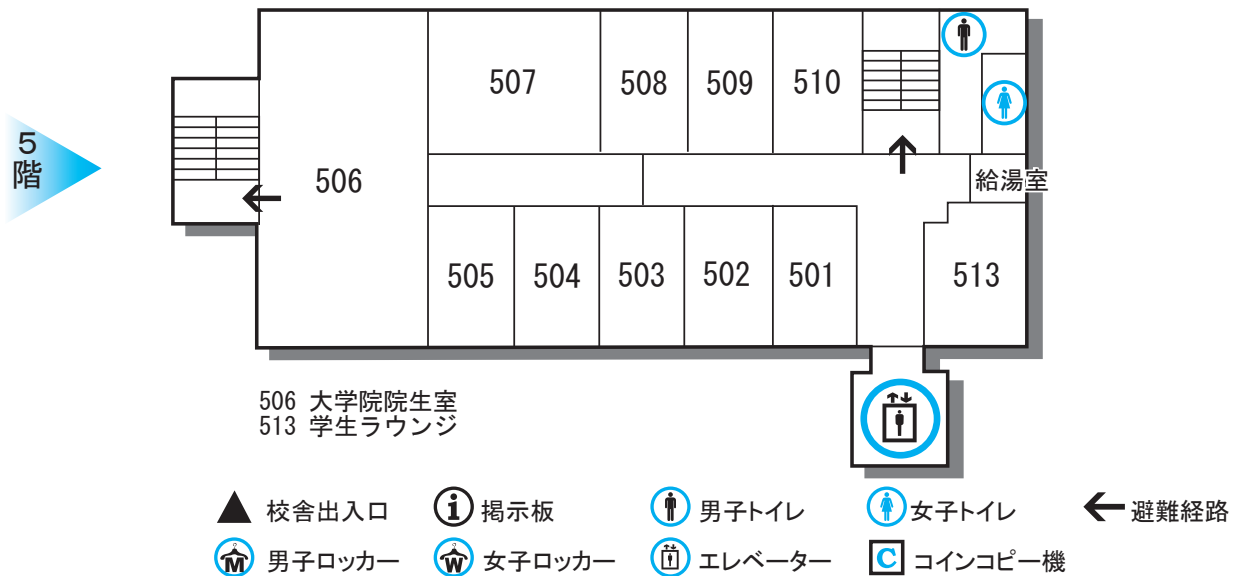 5
階
507
508
509
510
506
給湯室
505
504
503
502
501
513
506 大学院院生室
513 学生ラウンジ
校舎出入口
i 掲示板
男子トイレ
女子トイレ
避難経路
M 男子ロッカー
W 女子ロッカー
エレベーター
C コインコピー機